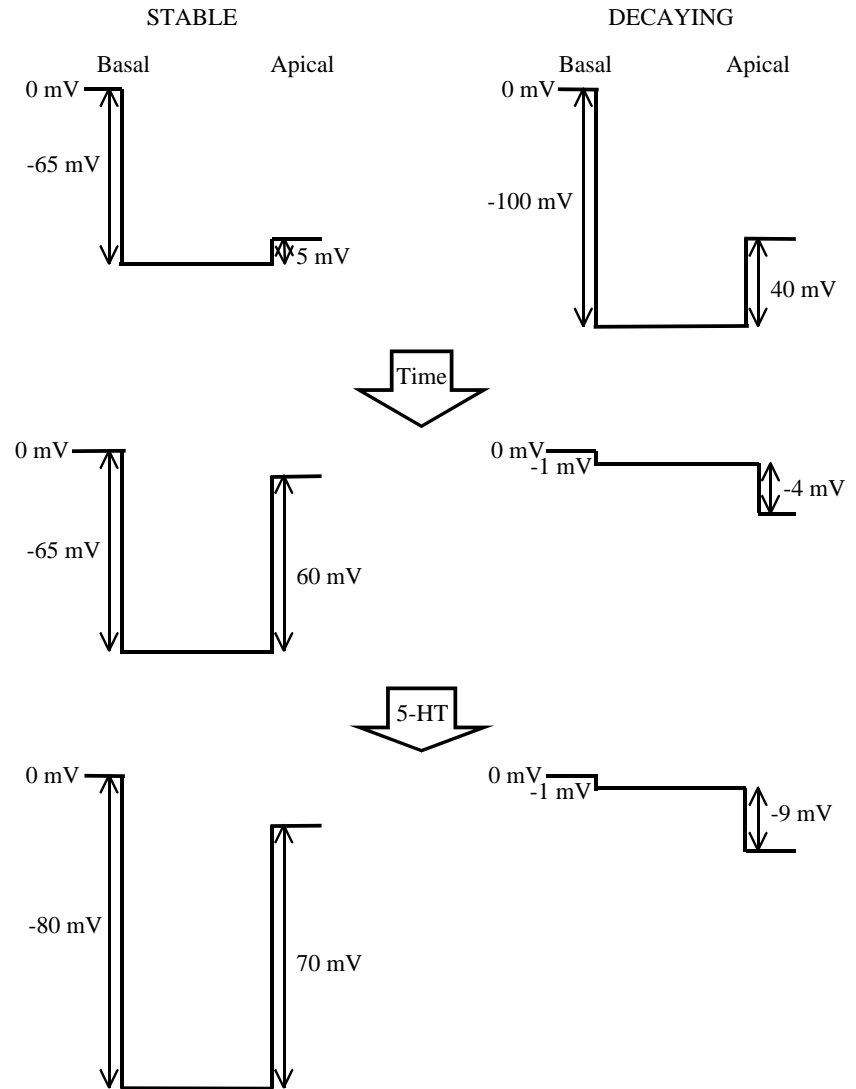 STABLE
DECAYING
Basal
Apical
Basal
Apical
0 mV
0 mV
-65 mV
-100 mV
5 mV
40 mV
Time
0 mV
0 mV
-1 mV
-4 mV
-65 mV
60 mV
5-HT
0 mV
0 mV
-1 mV
-9 mV
-80 mV
70 mV